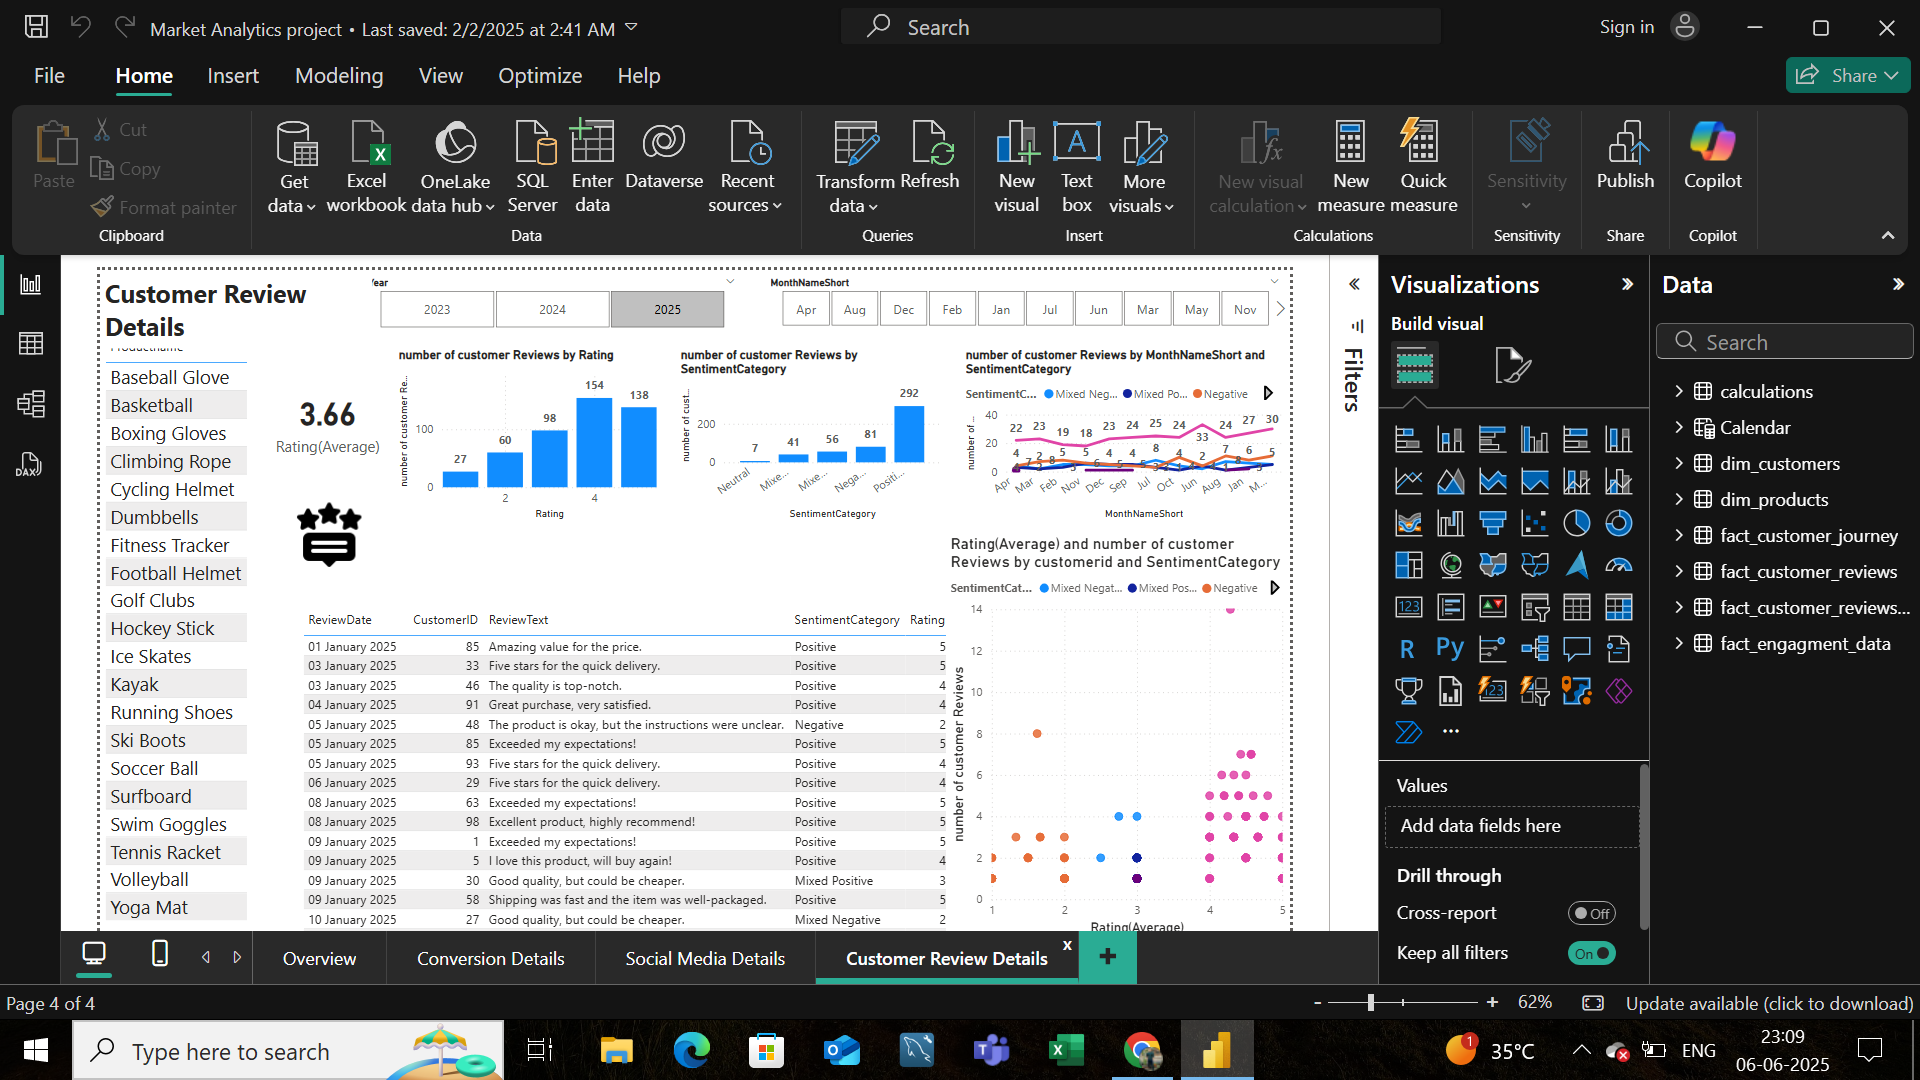 Market Analytics project • Last saved: 2/2/2025 at 2:41 AM
Search
Sign in
File Home Insert Modeling View Optimize Help
Share
Paste
Cut
Copy
Format painter
Clipboard
Get data
Excel workbook
OneLake data hub
SQL Server
Enter data
Dataverse
Recent sources
Data
Transform data
Refresh
Queries
New visual
Text box
More visuals
Insert
New visual calculation
New measure
Quick measure
Calculations
Sensitivity
Sensitivity
Publish
Share
Copilot
Copilot
Customer Review
Details
Year
2023 2024 2025
MonthNameShort
Apr Aug Dec Feb Jan Jul Jun Mar May Nov
Productname
Baseball Glove
Basketball
Boxing Gloves
Climbing Rope
Cycling Helmet
Dumbbells
Fitness Tracker
Football Helmet
Golf Clubs
Hockey Stick
Ice Skates
Kayak
Running Shoes
Ski Boots
Soccer Ball
Surfboard
Swim Goggles
Tennis Racket
Volleyball
Yoga Mat
3.66
Rating(Average)
number of customer Reviews by Rating
number of customer Re...
100
0
27 60 98 154 138
2 4
Rating
number of customer Reviews by
SentimentCategory
number of cust...
200
0
7 41 56 81 292
Neutral Mixe... Mixe... Nega... Positi...
SentimentCategory
number of customer Reviews by MonthNameShort and
SentimentCategory
SentimentC... Mixed Neg... Mixed Po... Negative
number of ...
40
20
0
22 23 19 18 23 24 24 25 24 33 24 27 30
Apr Mar Feb Nov Dec Sep Jul Oct Jun Aug Jan M...
MonthNameShort
Rating(Average) and number of customer
Reviews by customerid and SentimentCategory
SentimentCat... Mixed Negat... Mixed Pos... Negative
number of customer Reviews
14
12
10
8
6
4
2
0
1 2 3 4 5
Rating(Average)
ReviewDate CustomerID ReviewText SentimentCategory Rating
01 January 2025 85 Amazing value for the price. Positive 5
03 January 2025 33 Five stars for the quick delivery. Positive 5
03 January 2025 46 The quality is top-notch. Positive 4
04 January 2025 91 Great purchase, very satisfied. Positive 4
05 January 2025 48 The product is okay, but the instructions were unclear. Negative 2
05 January 2025 85 Exceeded my expectations! Positive 5
05 January 2025 93 Five stars for the quick delivery. Positive 4
06 January 2025 29 Five stars for the quick delivery. Positive 4
08 January 2025 63 Exceeded my expectations! Positive 5
08 January 2025 98 Excellent product, highly recommend! Positive 4
09 January 2025 1 Exceeded my expectations! Positive 5
09 January 2025 5 I love this product, will buy again! Positive 4
09 January 2025 30 Good quality, but could be cheaper. Mixed Positive 3
09 January 2025 58 Shipping was fast and the item was well-packaged. Positive 5
10 January 2025 27 Good quality, but could be cheaper. Mixed Negative 2
Filters
Visualizations
Build visual
Values
Add data fields here
Drill through
Cross-report Off
Keep all filters On
Data
Search
calculations
Calendar
dim_customers
dim_products
fact_customer_journey
fact_customer_reviews
fact_customer_reviews...
fact_engagment_data
Overview Conversion Details Social Media Details Customer Review Details x +
Page 4 of 4
- + 62%
Update available (click to download)
Type here to search
1
35°C
ENG
23:09
06-06-2025